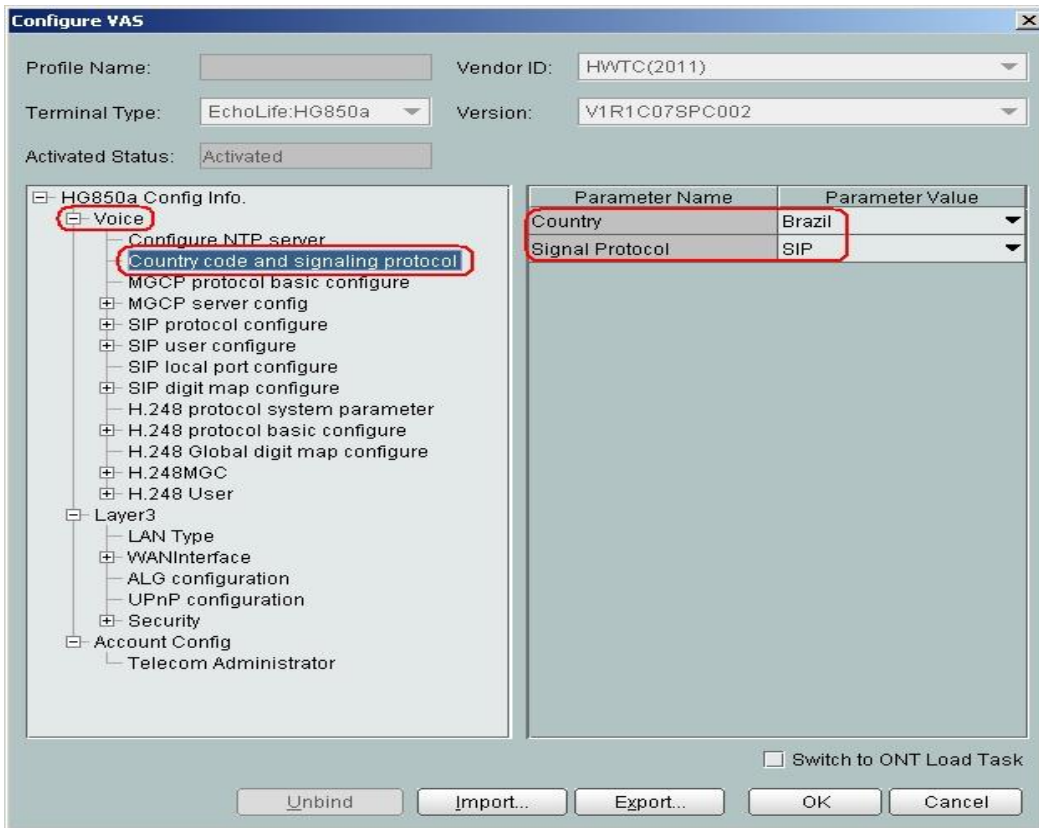 Configure VAS
Profile Name:
Vendor ID: HWTC(2011)
Terminal Type: EchoLife:HG850a
Version: V1R1C07SPC002
Activated Status: Activated
HG850a Config Info.
Voice
Configure NTP server
Country code and signaling protocol
MGCP protocol basic configure
MGCP server config
SIP protocol configure
SIP user configure
SIP local port configure
SIP digit map configure
H.248 protocol system parameter
H.248 protocol basic configure
H.248 Global digit map configure
H.248MGC
H.248 User
Layer3
LAN Type
WANInterface
ALG configuration
UPnP configuration
Security
Account Config
Telecom Administrator
Parameter Name Parameter Value
Country Brazil
Signal Protocol SIP
Switch to ONT Load Task
Unbind Import... Export... OK Cancel